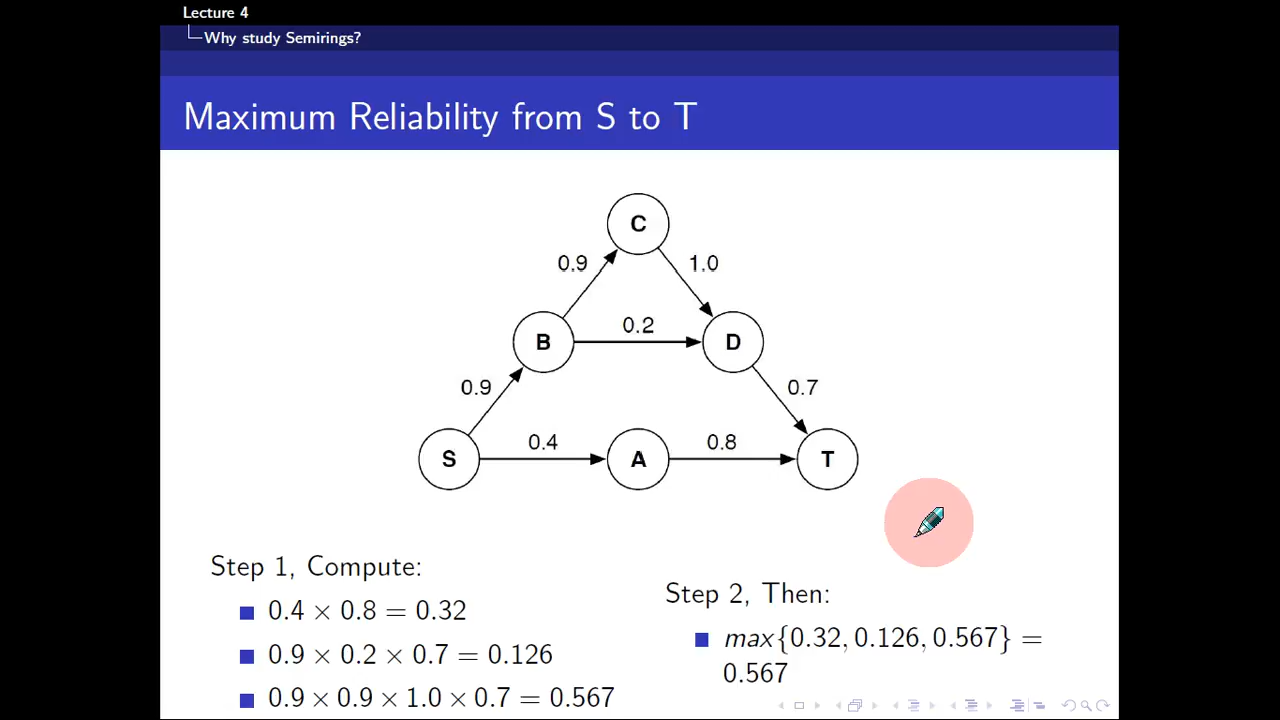 Lecture 4
Why study Semirings?
Maximum Reliability from S to T
C
0.9
1.0
0.2
B
D
0.9
0.7
0.4
0.8
S
A
T
Step 1, Compute:
0.4 × 0.8 = 0.32
0.9 × 0.2 × 0.7 = 0.126
0.9 × 0.9 × 1.0 × 0.7 = 0.567
Step 2, Then:
max{0.32, 0.126, 0.567} =
0.567